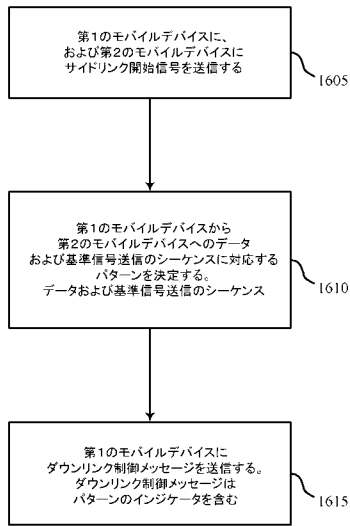 第1のモバイルデバイスに、
および第2のモバイルデバイスに
サイドリンク開始信号を送信する
1605
第1のモバイルデバイスから
第2のモバイルデバイスへのデータ
および基準信号送信のシーケンスに対応する
パターンを決定する。
データおよび基準信号送信のシーケンス
1610
第1のモバイルデバイスに
ダウンリンク制御メッセージを送信する。
ダウンリンク制御メッセージは
パターンのインジケータを含む
1615